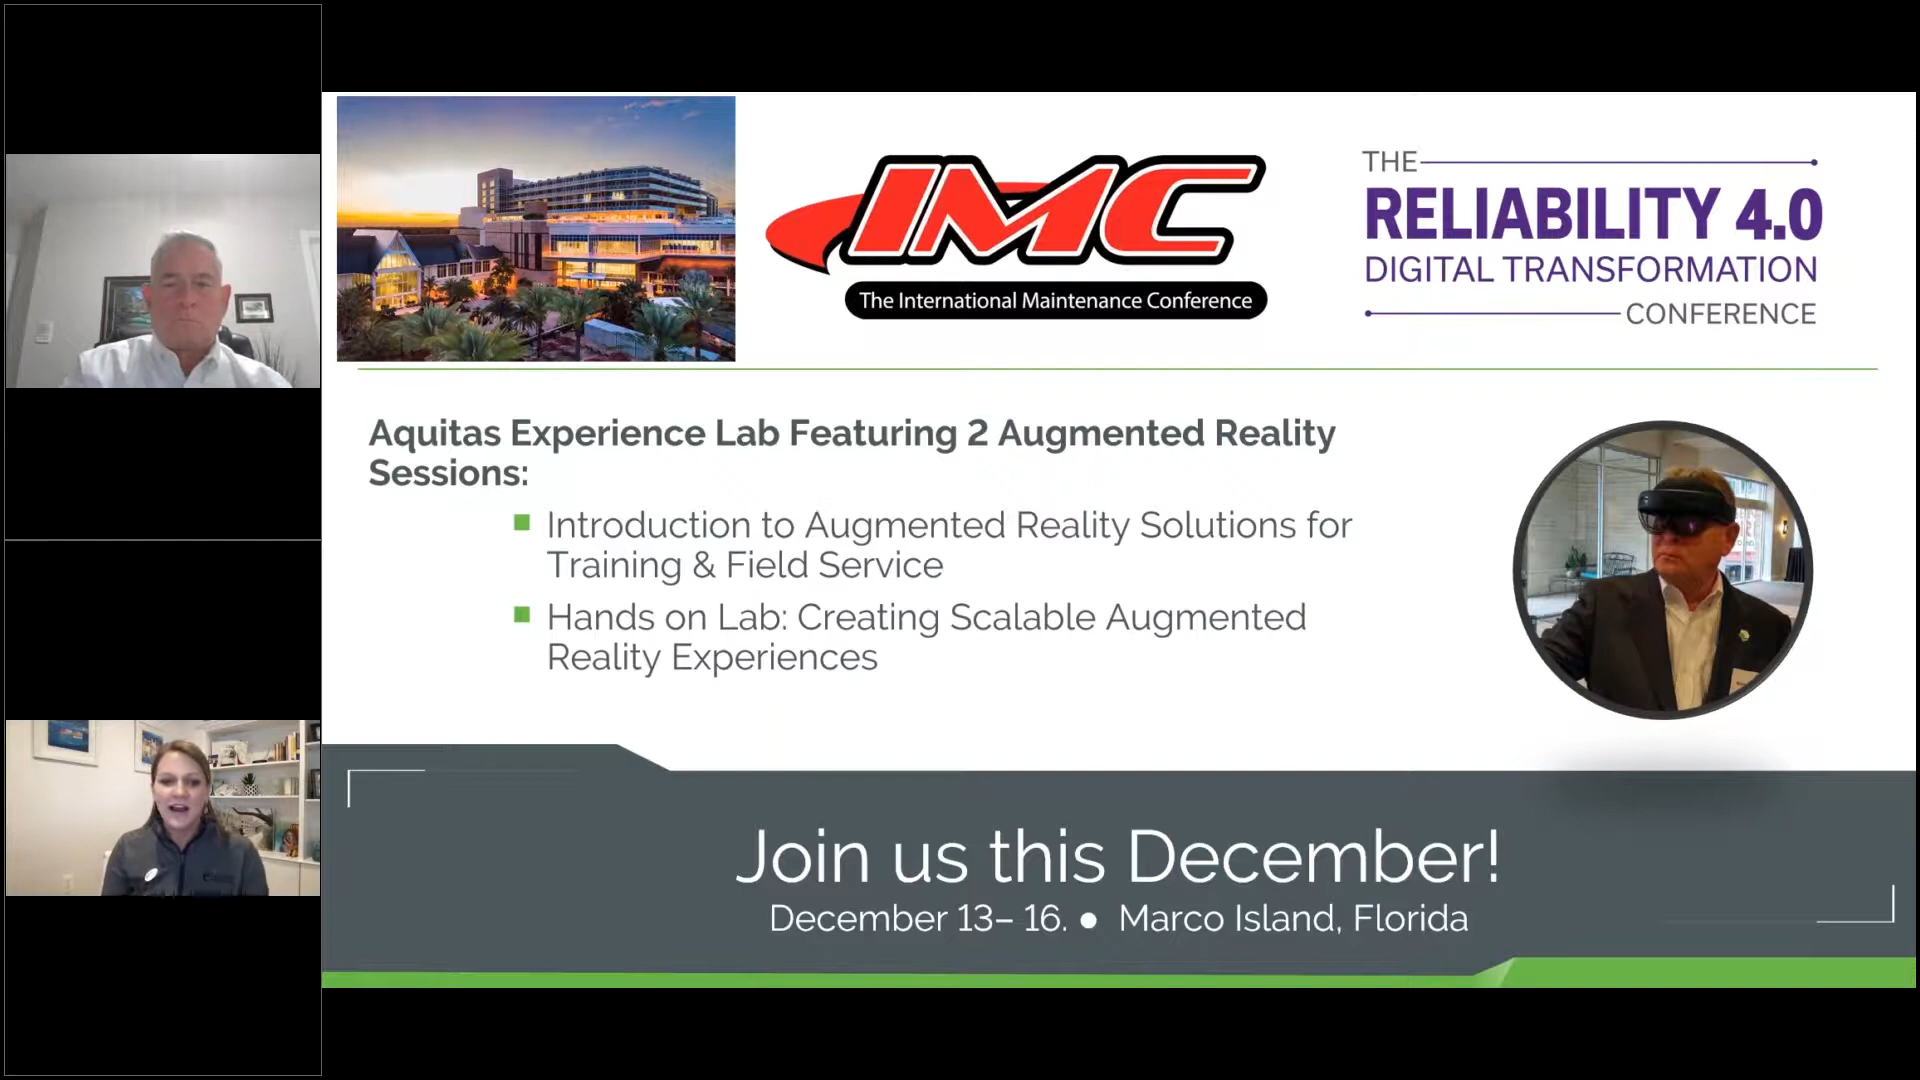 IMC
The International Maintenance Conference
THE
RELIABILITY 4.0
DIGITAL TRANSFORMATION
CONFERENCE
Aquitas Experience Lab Featuring 2 Augmented Reality
Sessions:
Introduction to Augmented Reality Solutions for
Training & Field Service
Hands on Lab: Creating Scalable Augmented
Reality Experiences
Join us this December!
December 13– 16. ● Marco Island, Florida